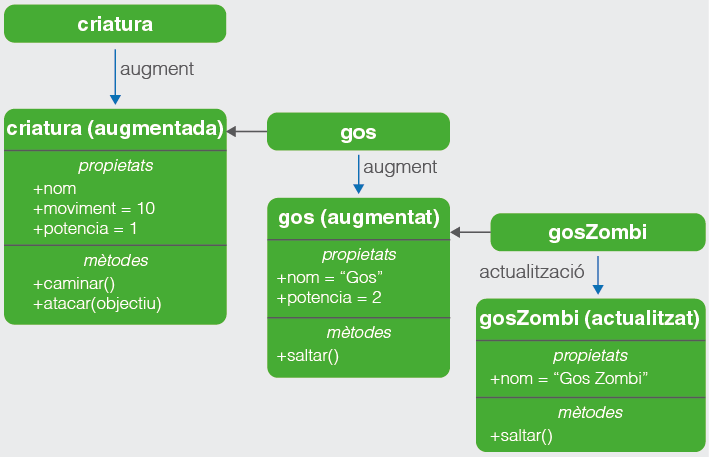 criatura
augment
criatura (augmentada)
propietats
+nom
+moviment = 10
+potencia = 1
mètodes
+caminar()
+atacar(objectiu)
gos
augment
gos (augmentat)
propietats
+nom = “Gos”
+potencia = 2
mètodes
+saltar()
gosZombi
actualització
gosZombi (actualitzat)
propietats
+nom = “Gos Zombi”
mètodes
+saltar()